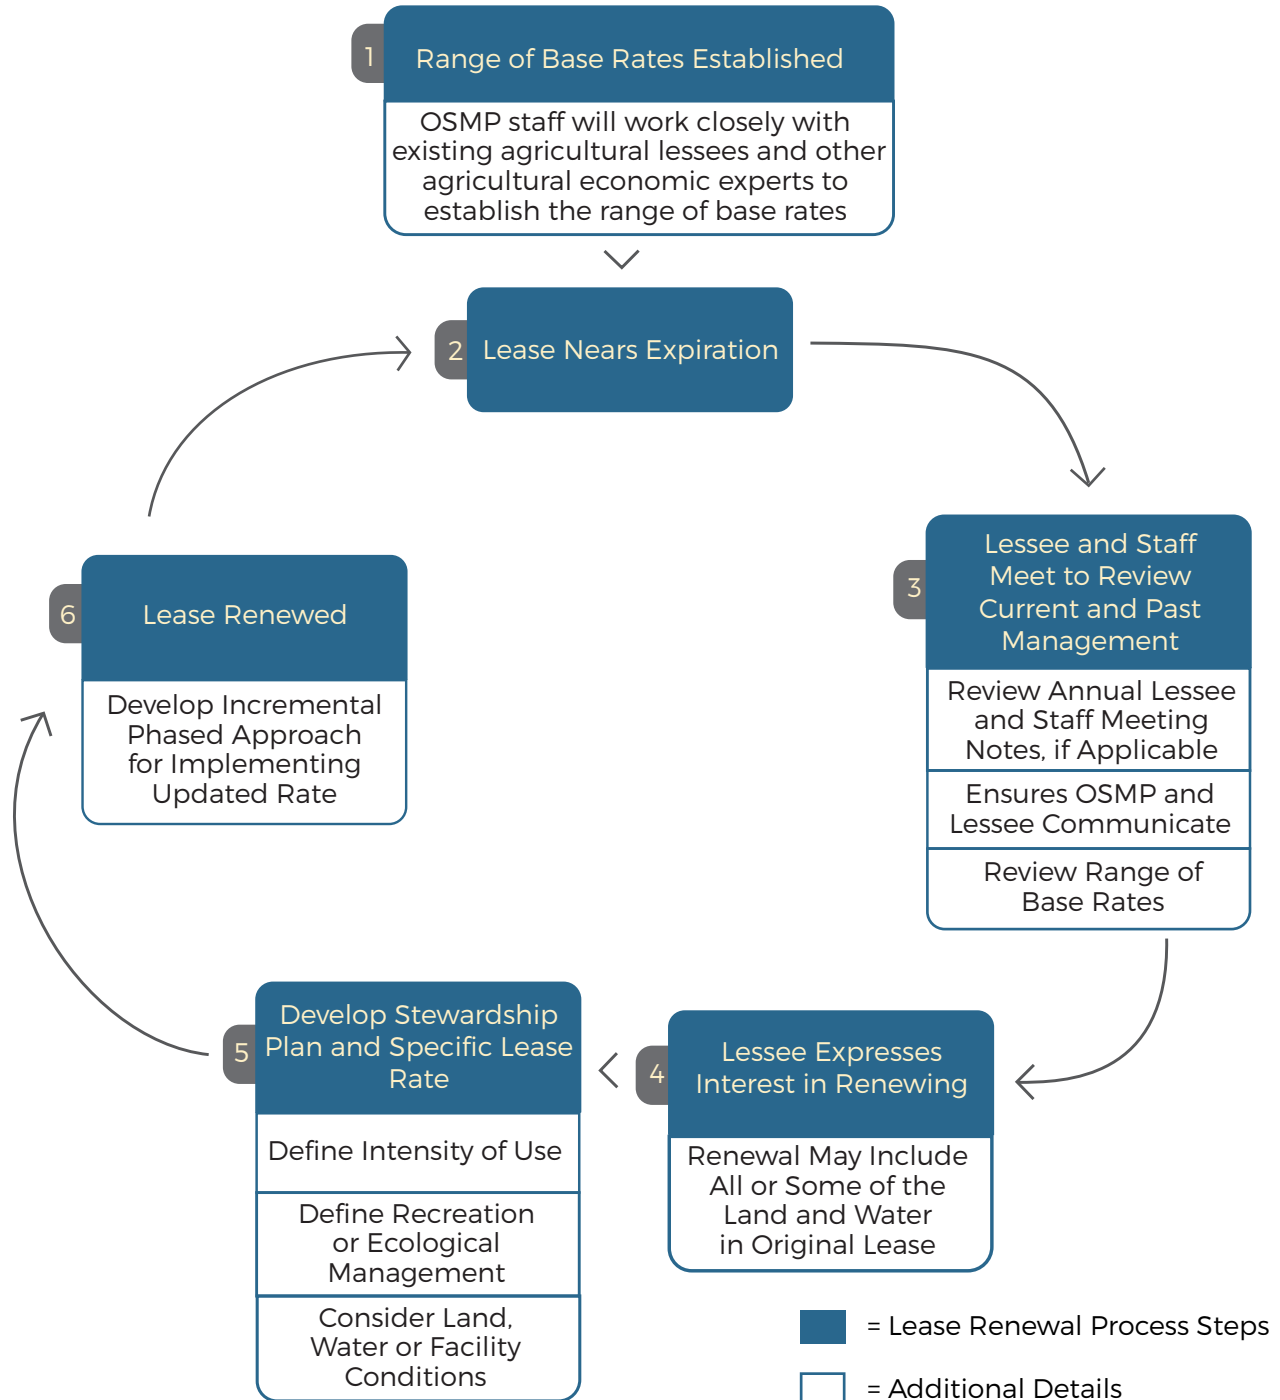 1
Range of Base Rates Established
OSMP staff will work closely with
existing agricultural lessees and other
agricultural economic experts to
establish the range of base rates
2
Lease Nears Expiration
3
Lessee and Staff
Meet to Review
Current and Past
Management
Review Annual Lessee
and Staff Meeting
Notes, if Applicable
Ensures OSMP and
Lessee Communicate
Review Range of
Base Rates
4
Lessee Expresses
Interest in Renewing
Renewal May Include
All or Some of the
Land and Water
in Original Lease
5
Develop Stewardship
Plan and Specific Lease
Rate
Define Intensity of Use
Define Recreation
or Ecological
Management
Consider Land,
Water or Facility
Conditions
6
Lease Renewed
Develop Incremental
Phased Approach
for Implementing
Updated Rate
= Lease Renewal Process Steps
= Additional Details